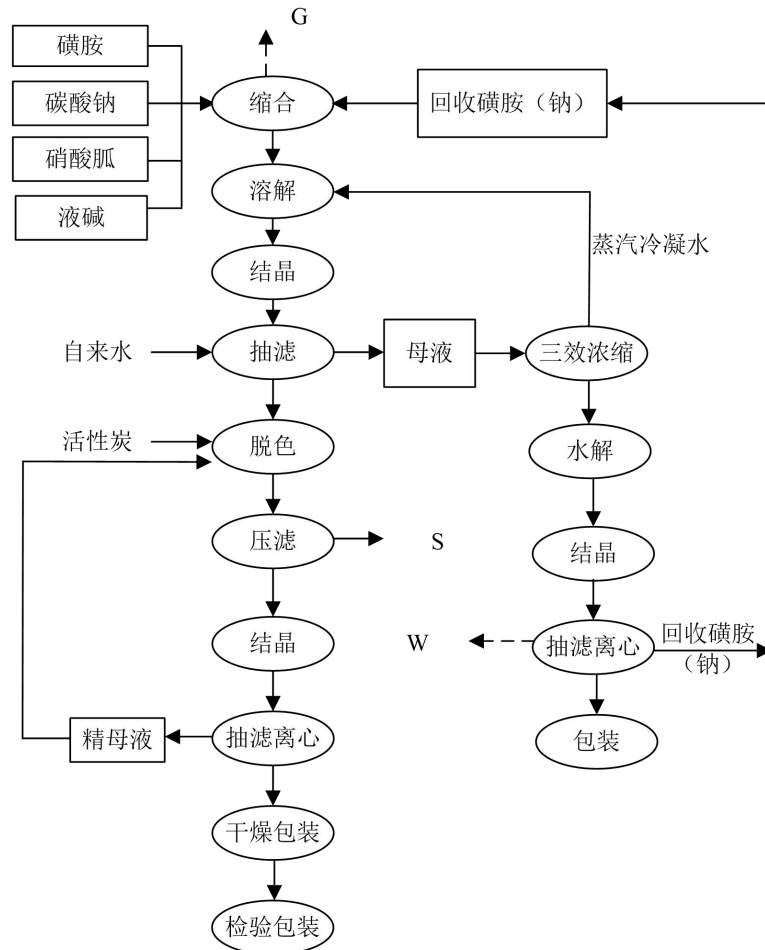 G
磺胺
碳酸钠
缩合
回收磺胺（钠）
硝酸胍
溶解
液碱
蒸汽冷凝水
结晶
自来水
抽滤
母液
三效浓缩
活性炭
脱色
水解
压滤
S
结晶
结晶
W
抽滤离心
回收磺胺
（钠）
精母液
抽滤离心
包装
干燥包装
检验包装